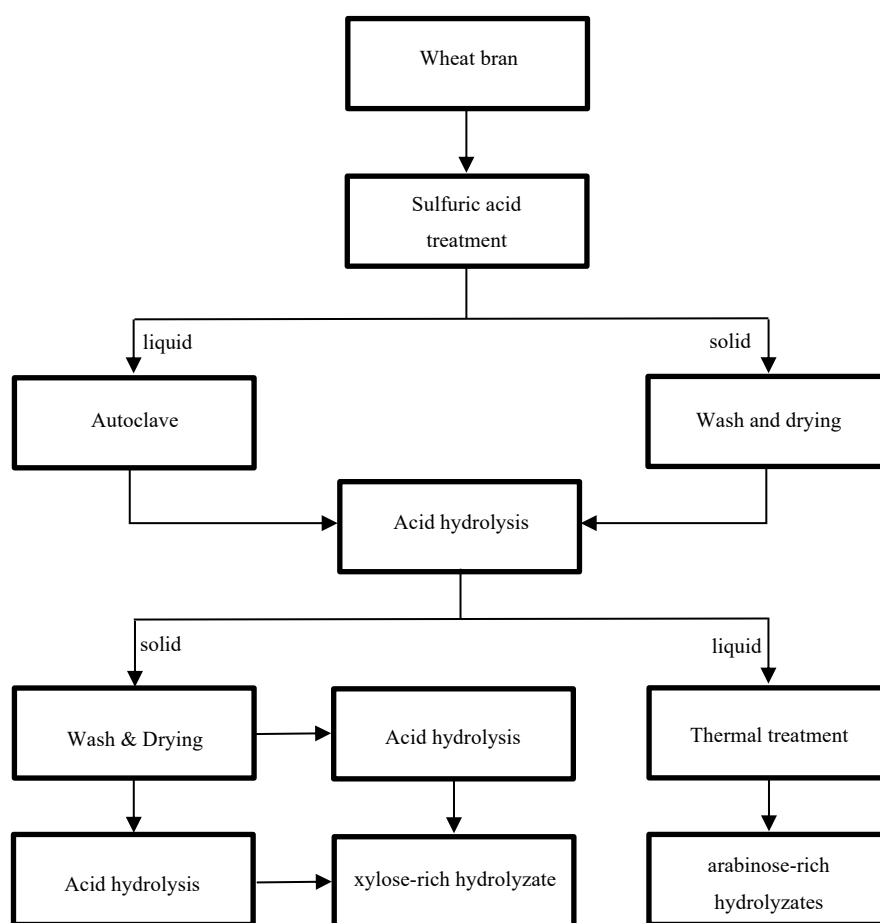 Wheat bran
Sulfuric acid
treatment
liquid
solid
Autoclave
Wash and drying
Acid hydrolysis
solid
liquid
Wash & Drying
Acid hydrolysis
Thermal treatment
Acid hydrolysis
xylose-rich hydrolyzate
arabinose-rich
hydrolyzates